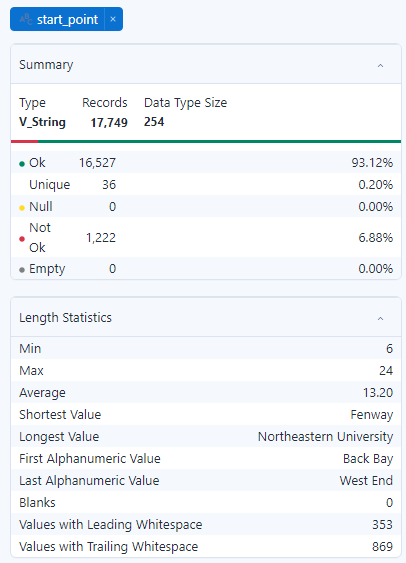 start_point ×
Summary
Type Records Data Type Size
V_String 17,749 254
Ok 16,527 93.12%
Unique 36 0.20%
Null 0 0.00%
Not
Ok 1,222 6.88%
Empty 0 0.00%
Length Statistics
Min 6
Max 24
Average 13.20
Shortest Value Fenway
Longest Value Northeastern University
First Alphanumeric Value Back Bay
Last Alphanumeric Value West End
Blanks 0
Values with Leading Whitespace 353
Values with Trailing Whitespace 869